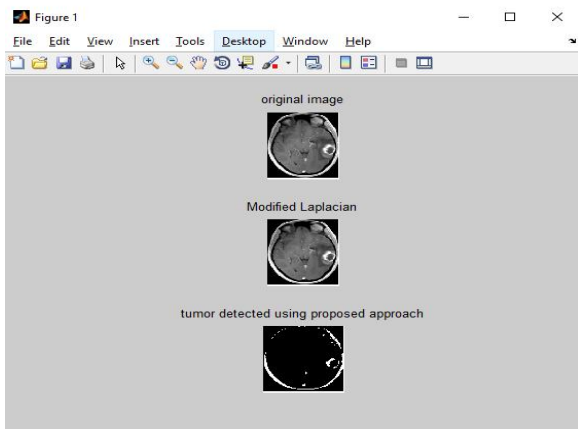 Figure 1
File Edit View Insert Tools Desktop Window Help
original image
Modified Laplacian
tumor detected using proposed approach